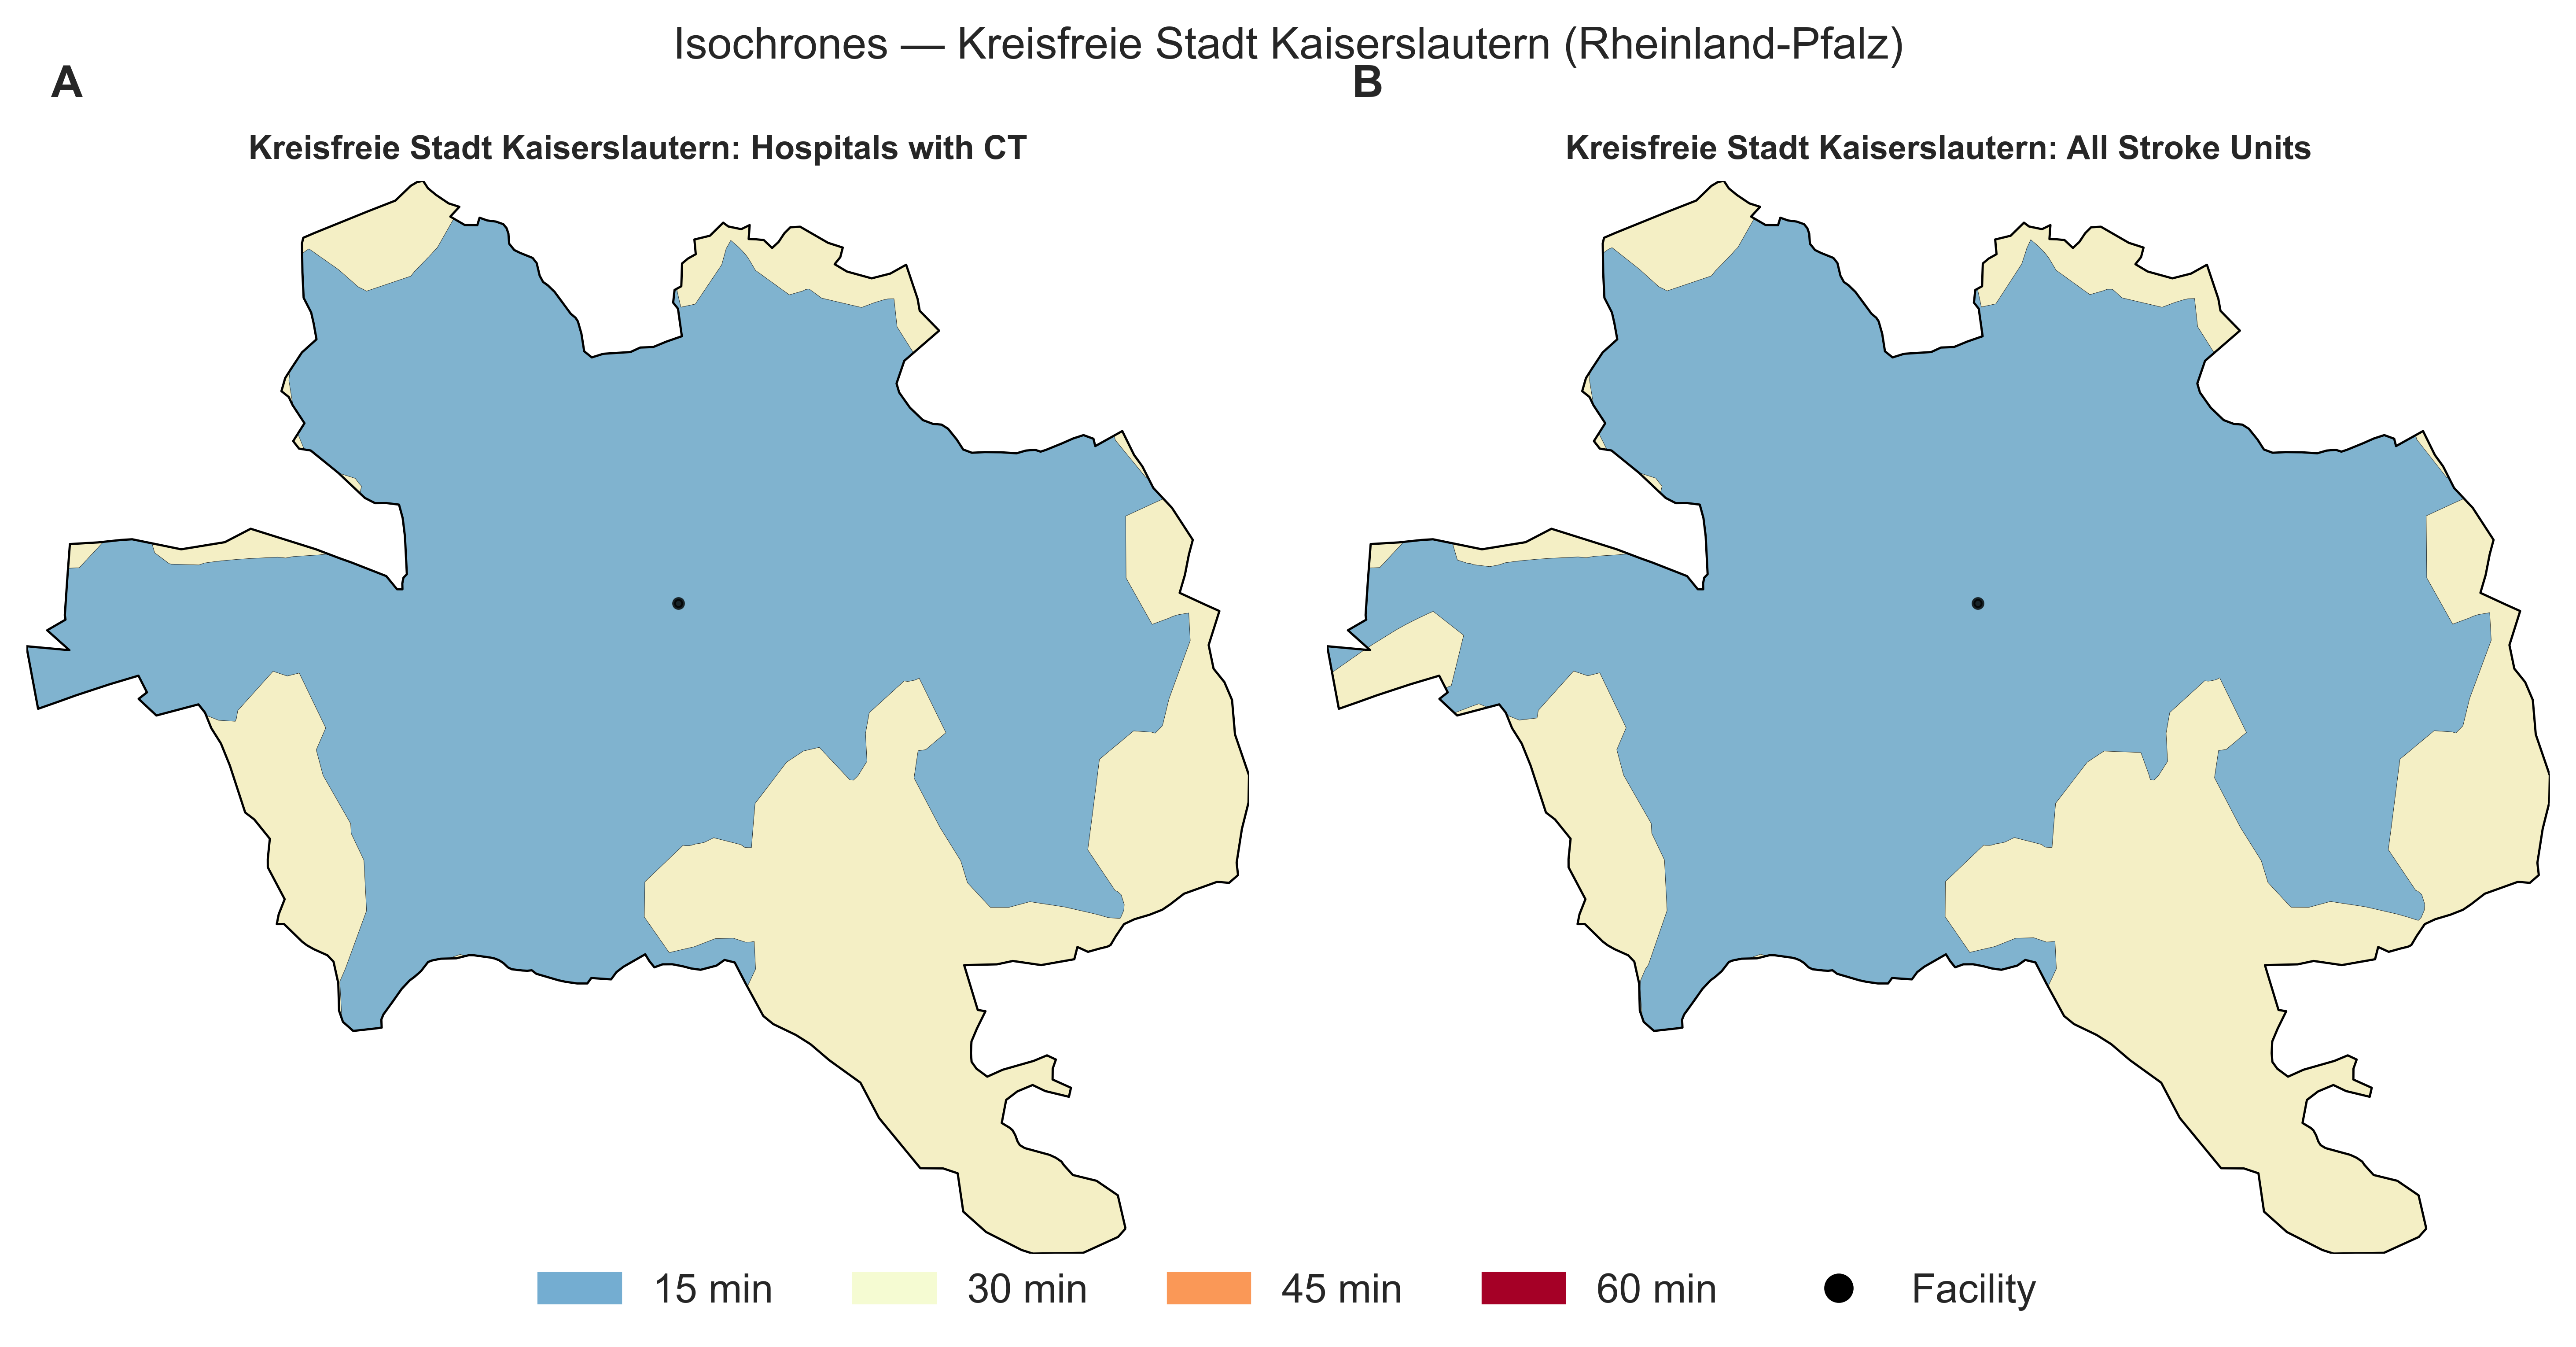 Isochrones — Kreisfreie Stadt Kaiserslautern (Rheinland-Pfalz)
A
B
Kreisfreie Stadt Kaiserslautern: Hospitals with CT
Kreisfreie Stadt Kaiserslautern: All Stroke Units
15 min
30 min
45 min
60 min
Facility